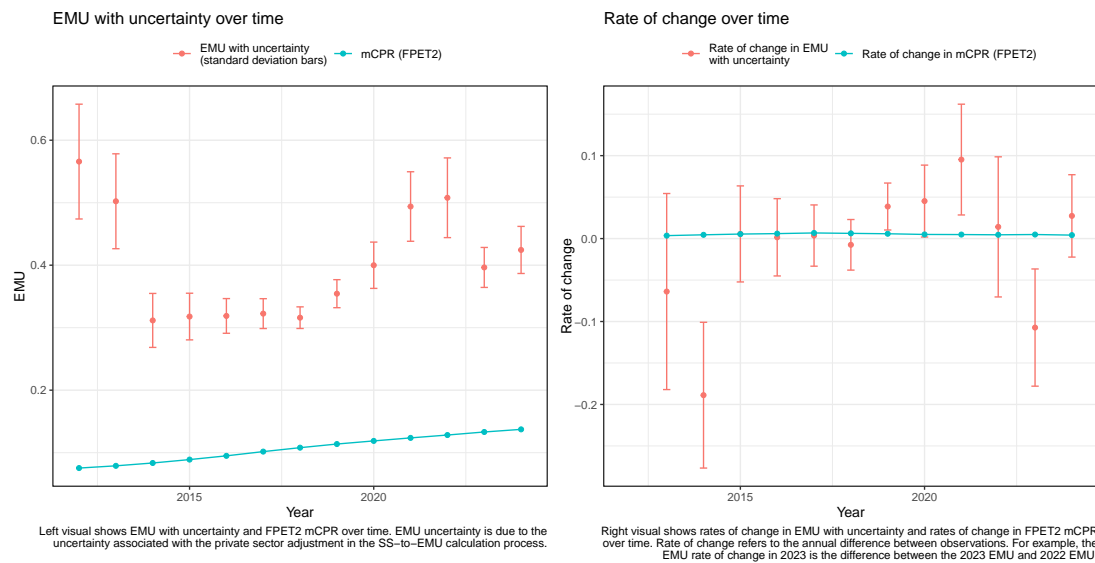 EMU with uncertainty over time
EMU with uncertainty
(standard deviation bars)
mCPR (FPET2)
EMU
0.6
0.4
0.2
2015
2020
Year
Left visual shows EMU with uncertainty and FPET2 mCPR over time. EMU uncertainty is due to the
uncertainty associated with the private sector adjustment in the SS−to−EMU calculation process.
Rate of change over time
Rate of change in EMU
with uncertainty
Rate of change in mCPR (FPET2)
Rate of change
0.1
0.0
−0.1
−0.2
2015
2020
Year
Right visual shows rates of change in EMU with uncertainty and rates of change in FPET2 mCPR
over time. Rate of change refers to the annual difference between observations. For example, the
EMU rate of change in 2023 is the difference between the 2023 EMU and 2022 EMU